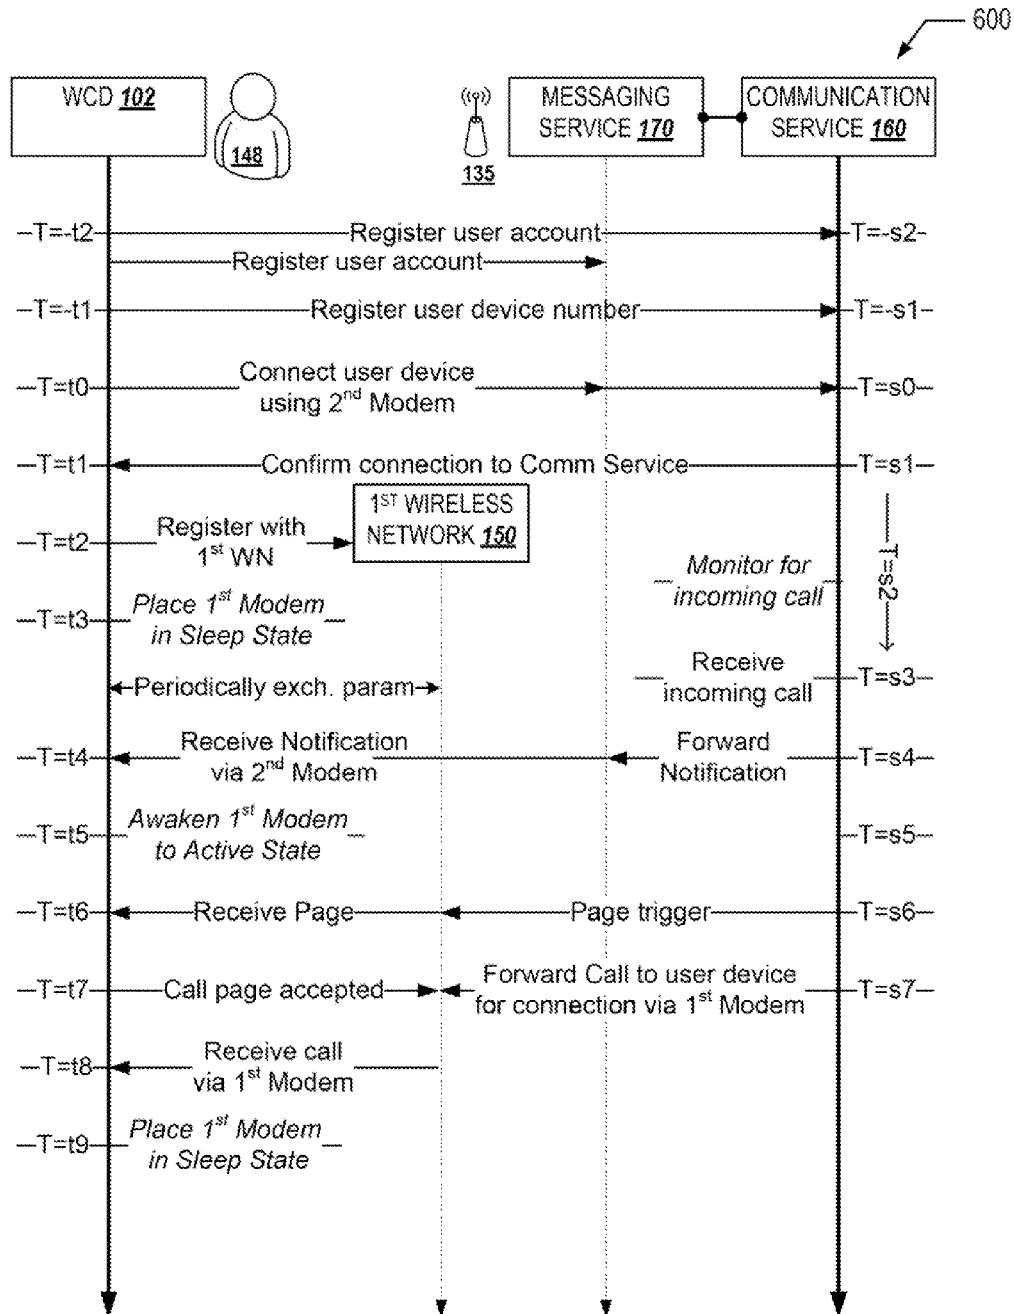 600
WCD 102
148
135
MESSAGING
SERVICE 170
COMMUNICATION
SERVICE 160
T=-t2
Register user account
T=-s2
Register user account
T=-t1
Register user device number
T=-s1
T=t0
Connect user device
using 2nd Modem
T=s0
T=t1
Confirm connection to Comm Service
T=s1
1ST WIRELESS
NETWORK 150
T=t2
Register with
1st WN
T=s2
Monitor for
incoming call
T=t3
Place 1st Modem
in Sleep State
Receive
incoming call
T=s3
Periodically exch. param
T=t4
Receive Notification
via 2nd Modem
Forward
Notification
T=s4
T=t5
Awaken 1st Modem
to Active State
T=s5
T=t6
Receive Page
Page trigger
T=s6
T=t7
Call page accepted
Forward Call to user device
for connection via 1st Modem
T=s7
T=t8
Receive call
via 1st Modem
T=t9
Place 1st Modem
in Sleep State